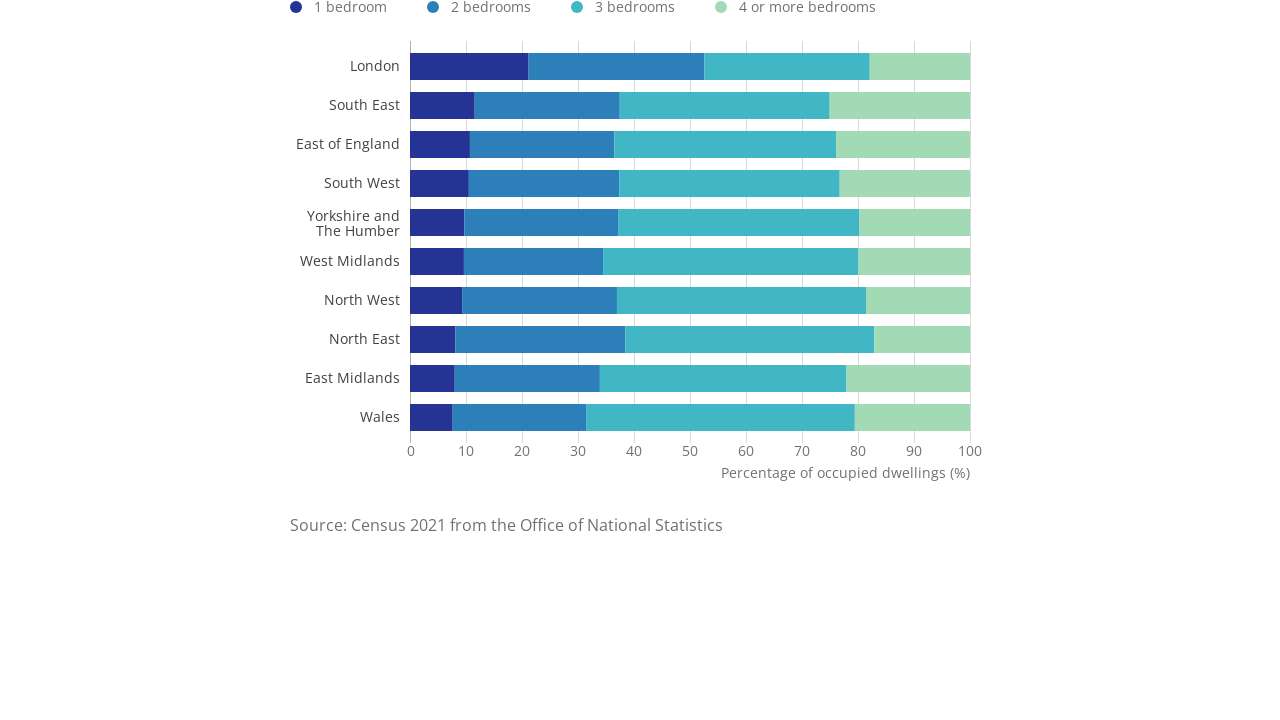 1 bedroom 2 bedrooms 3 bedrooms 4 or more bedrooms
London
South East
East of England
South West
Yorkshire and
The Humber
West Midlands
North West
North East
East Midlands
Wales
0 10 20 30 40 50 60 70 80 90 100
Percentage of occupied dwellings (%)
Source: Census 2021 from the Office of National Statistics